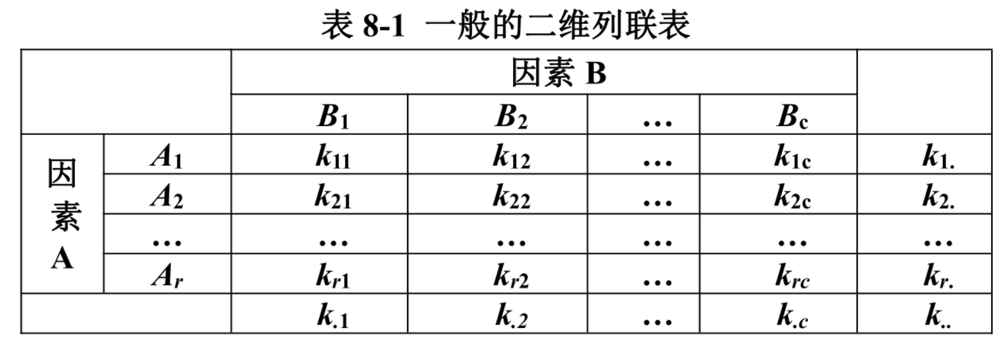 表 8-1 一般的二维列联表
因素 B
B1 B2 … Bc
因素A
A1 k11 k12 … k1c k1.
A2 k21 k22 … k2c k2.
… … … … … …
Ar kr1 kr2 … krc kr.
k.1 k.2 … k.c k..